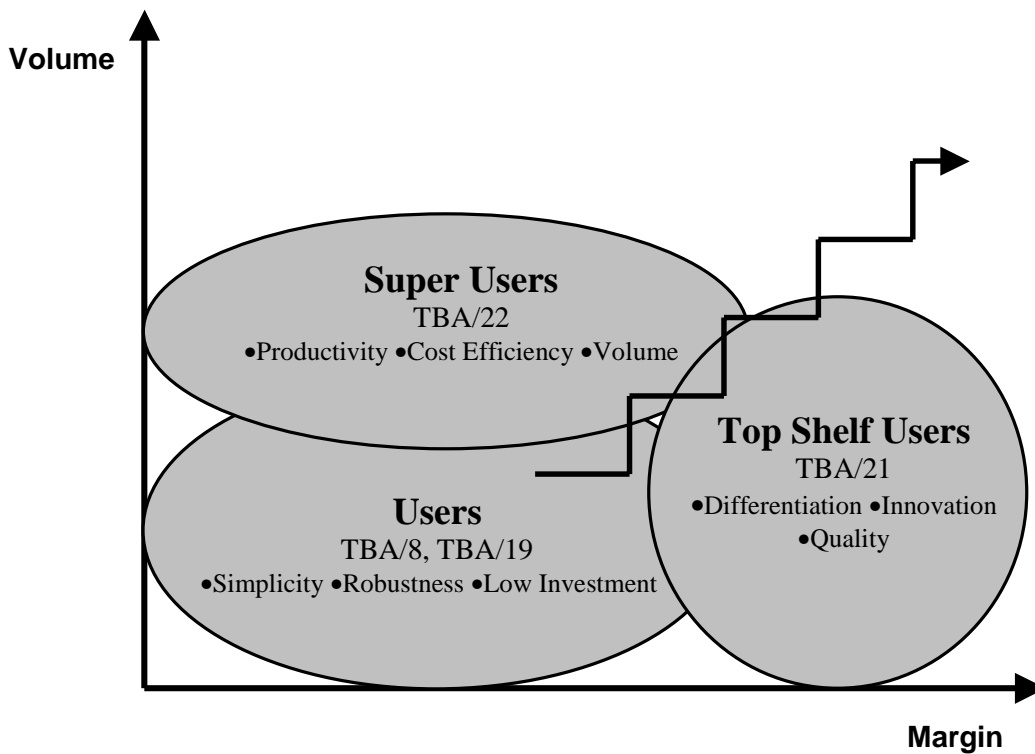 Volume
Super Users
TBA/22
•Productivity •Cost Efficiency •Volume
Top Shelf Users
TBA/21
•Differentiation •Innovation
•Quality
Users
TBA/8, TBA/19
•Simplicity •Robustness •Low Investment
Margin